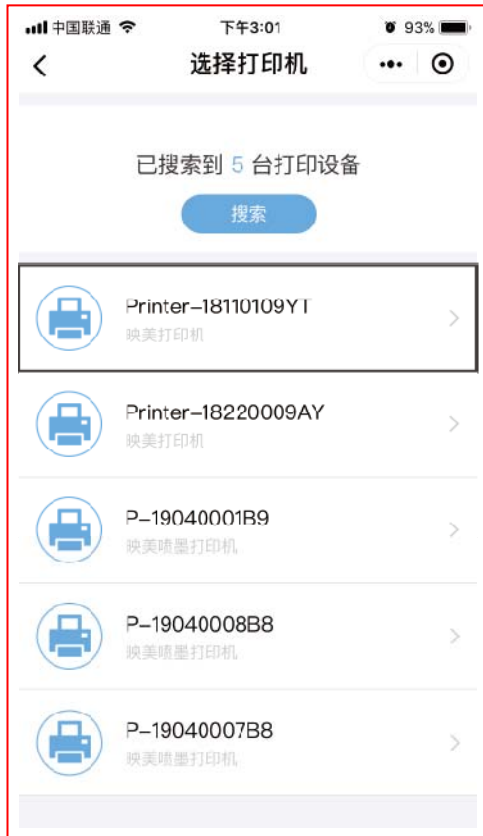 中国联通 下午3:01 93%
选择打印机
已搜索到 5 台打印设备
搜索
Printer-18110109YT
映美打印机
Printer-18220009AY
映美打印机
P-19040001B9
映美喷墨打印机
P-19040008B8
映美喷墨打印机
P-19040007B8
映美喷墨打印机